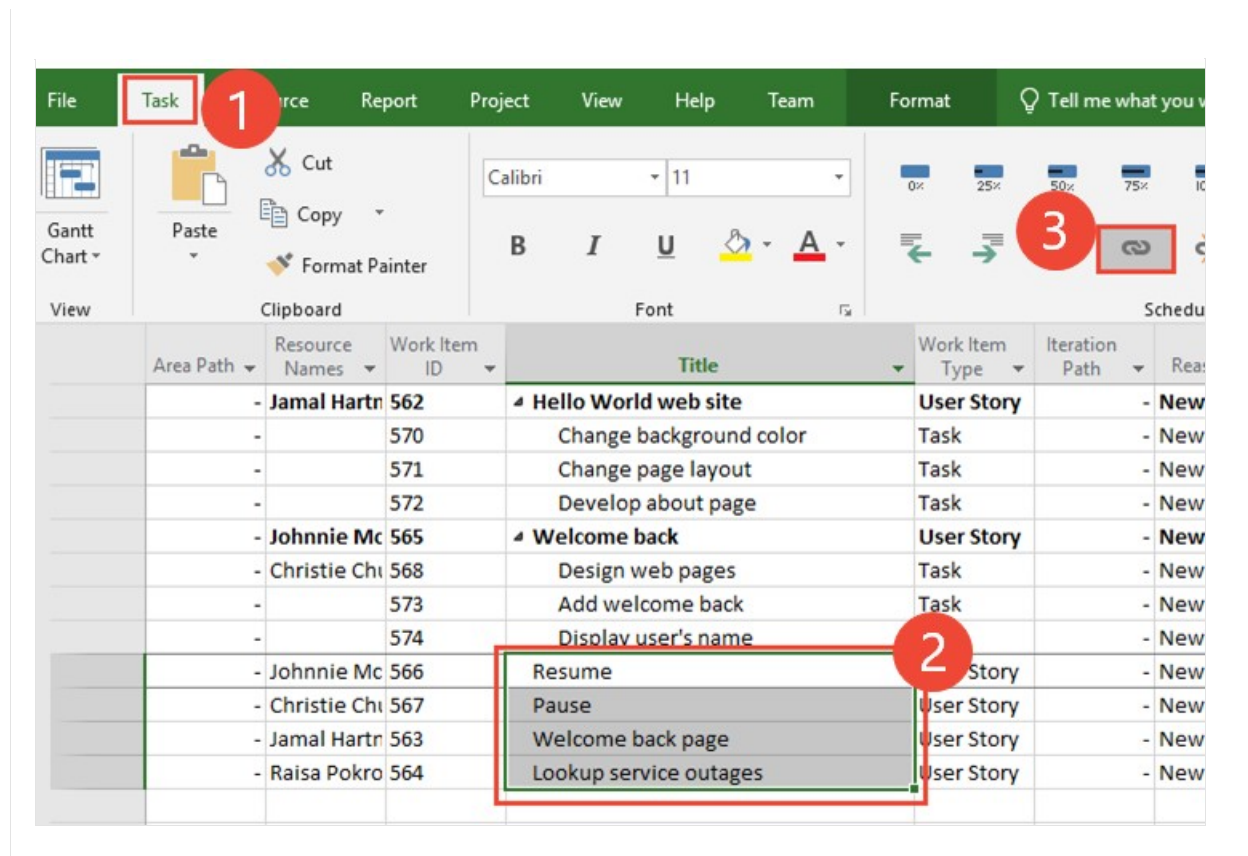 File Task 1 rce Report Project View Help Team Format Tell me what you w
Cut
Calibri 11
0% 25% 50% 75%
Copy
Gantt
Chart
Paste
B I U A 3
Format Painter
View Clipboard Font Schedu
Area Path Resource Names Work Item ID Title Work Item Type Iteration Path Reas
- Jamal Hartn 562 Hello World web site User Story - New
- 570 Change background color Task - New
- 571 Change page layout Task - New
- 572 Develop about page Task - New
- Johnnie Mc 565 Welcome back User Story - New
- Christie Chu 568 Design web pages Task - New
- 573 Add welcome back Task - New
- 574 Display user's name 2 - New
- Johnnie Mc 566 Resume Story - New
- Christie Chu 567 Pause User Story - New
- Jamal Hartn 563 Welcome back page User Story - New
- Raisa Pokro 564 Lookup service outages User Story - New